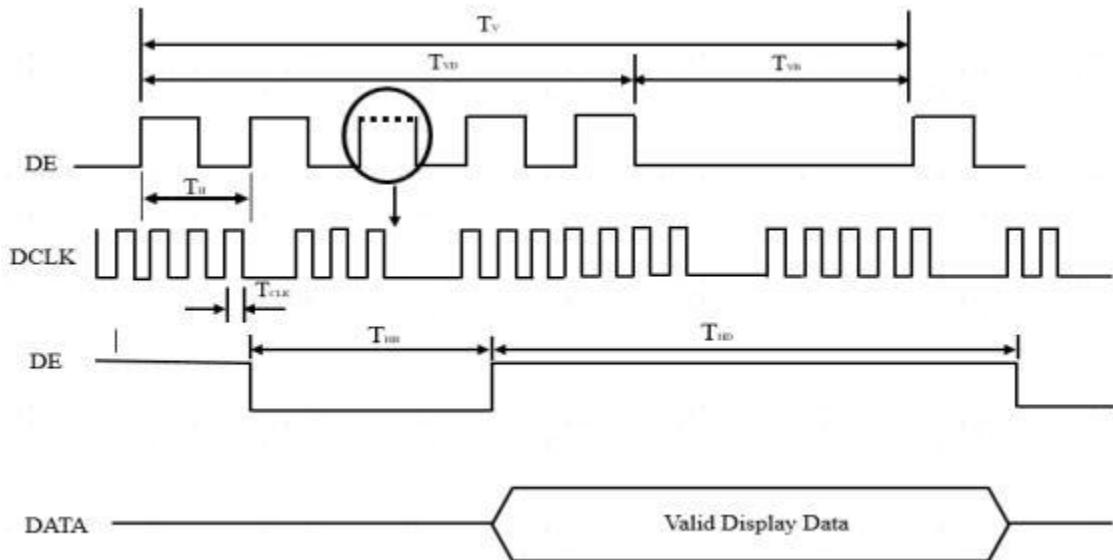 TV
TVD
TVB
DE
TH
DCLK
TCLK
THB
THD
DE
DATA
Valid Display Data